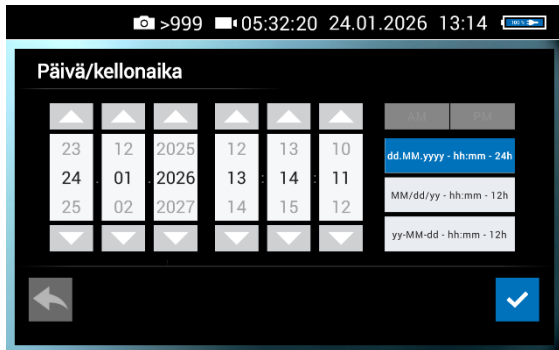 >999 05:32:20 24.01.2026 13:14 100 %
Päivä/kellonaika
AM PM
23 12 2025 12 13 10
24 . 01 . 2026 13 : 14 : 11
25 02 2027 14 15 12
dd.MM.yyyy - hh:mm - 24h
MM/dd/yy - hh:mm - 12h
yy-MM-dd - hh:mm - 12h